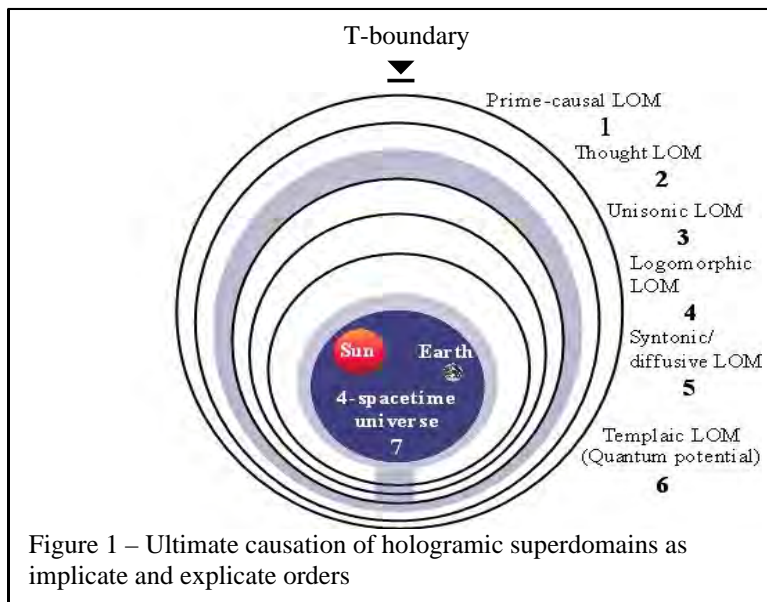 T-boundary
Prime-causal LOM
1
Thought LOM
2
Unisonic LOM
3
Logomorphic
LOM
4
Syntonic/
diffusive LOM
5
Templaic LOM
(Quantum potential)
6
Sun
Earth
4-spacetime
universe
7
Figure 1 – Ultimate causation of hologramic superdomains as
implicate and explicate orders